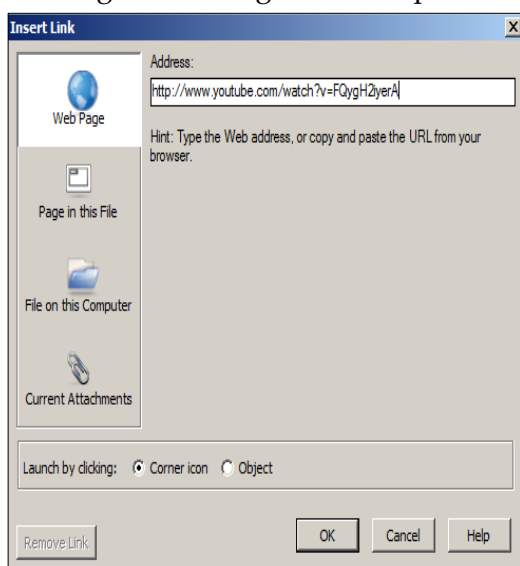 Insert Link
Address:
http://www.youtube.com/watch?v=FQygH2iyerA
Web Page
Hint: Type the Web address, or copy and paste the URL from your
browser.
Page in this File
File on this Computer
Current Attachments
Launch by clicking: Corner icon Object
Remove Link OK Cancel Help